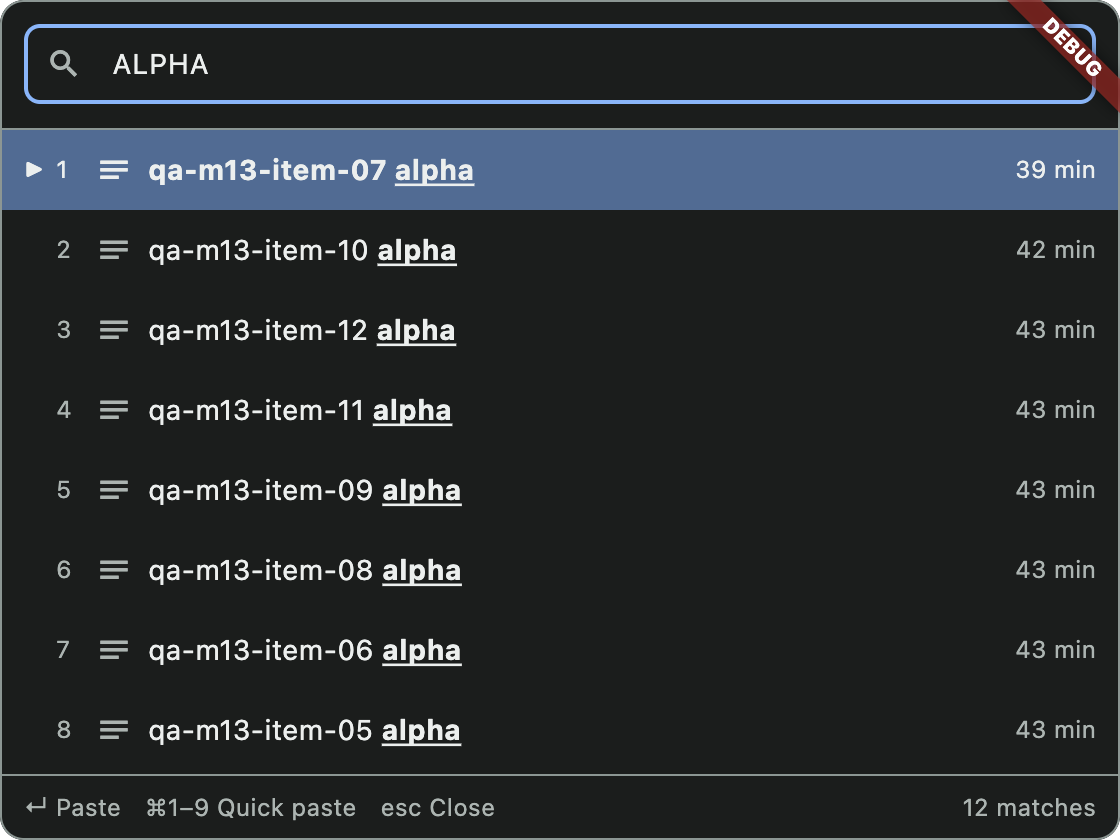 ALPHA
DEBUG
1 qa-m13-item-07 alpha 39 min
2 qa-m13-item-10 alpha 42 min
3 qa-m13-item-12 alpha 43 min
4 qa-m13-item-11 alpha 43 min
5 qa-m13-item-09 alpha 43 min
6 qa-m13-item-08 alpha 43 min
7 qa-m13-item-06 alpha 43 min
8 qa-m13-item-05 alpha 43 min
↵ Paste ⌘1–9 Quick paste esc Close 12 matches